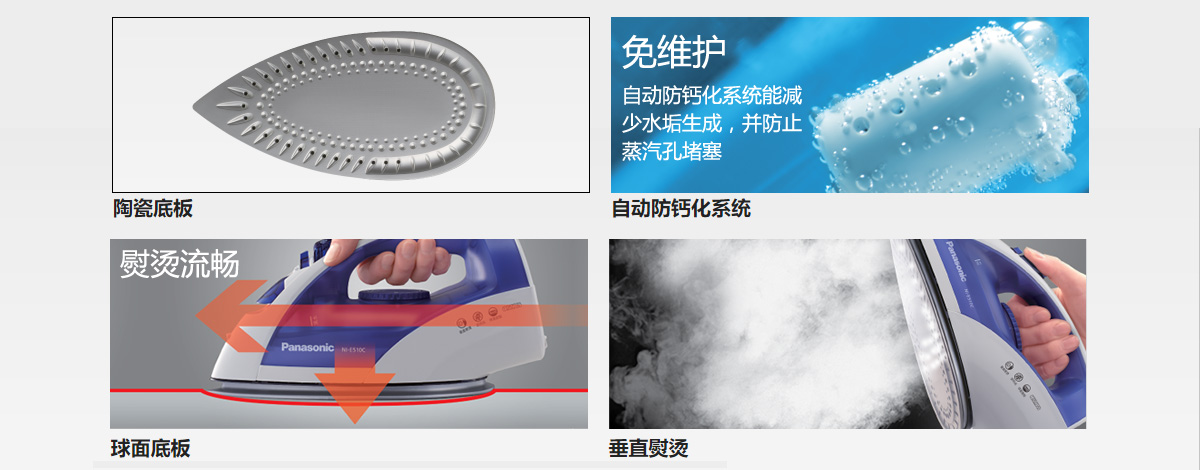 免维护
自动防钙化系统能减
少水垢生成，并防止
蒸汽孔堵塞
陶瓷底板
自动防钙化系统
熨烫流畅
Panasonic NI-E510C
Panasonic
球面底板
垂直熨烫